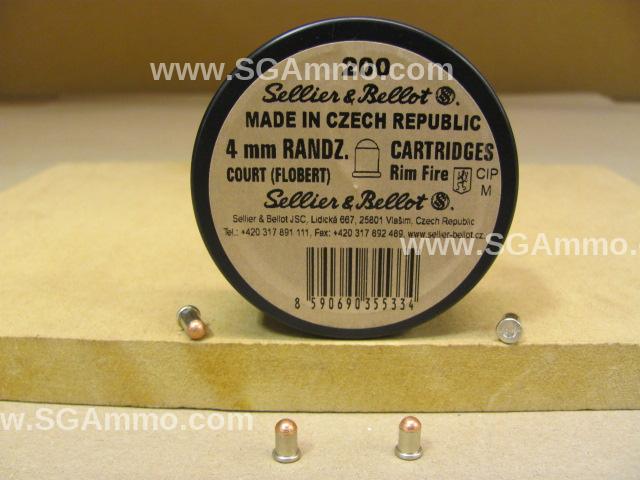 200
www.SGAmmo.com
Sellier & Bellot SB.
MADE IN CZECH REPUBLIC
4 mm RANDZ. CARTRIDGES
COURT (FLOBERT) Rim Fire CIP M
Sellier & Bellot SB.
Sellier & Bellot JSC, Lidická 667, 25801 Vlašim, Czech Republic
Tel.: +420 317 891 111, Fax: +420 317 892 489, www.sellier-bellot.cz
www.SGAmmo.com
8 590690 355334
www.SGAmmo.com